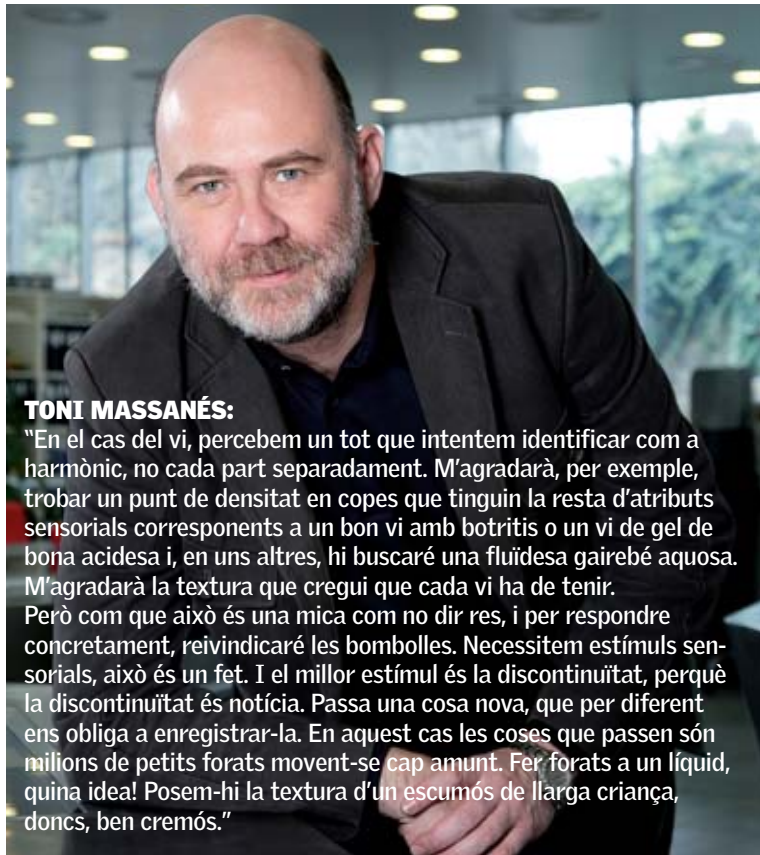 TONI MASSANÉS:
“En el cas del vi, percebem un tot que intentem identificar com a
harmònic, no cada part separadament. M’agradarà, per exemple,
trobar un punt de densitat en copes que tinguin la resta d’atributs
sensorials corresponents a un bon vi amb botritis o un vi de gel de
bona acidesa i, en uns altres, hi buscaré una fluïdesa gairebé aquosa.
M’agradarà la textura que cregui que cada vi ha de tenir.
Però com que això és una mica com no dir res, i per respondre
concretament, reivindicaré les bombolles. Necessitem estímuls sen-
sorials, això és un fet. I el millor estímul és la discontinuïtat, perquè
la discontinuïtat és notícia. Passa una cosa nova, que per diferent
ens obliga a enregistrar-la. En aquest cas les coses que passen són
milions de petits forats movent-se cap amunt. Fer forats a un líquid,
quina idea! Posem-hi la textura d’un escumós de llarga criança,
doncs, ben cremós.”